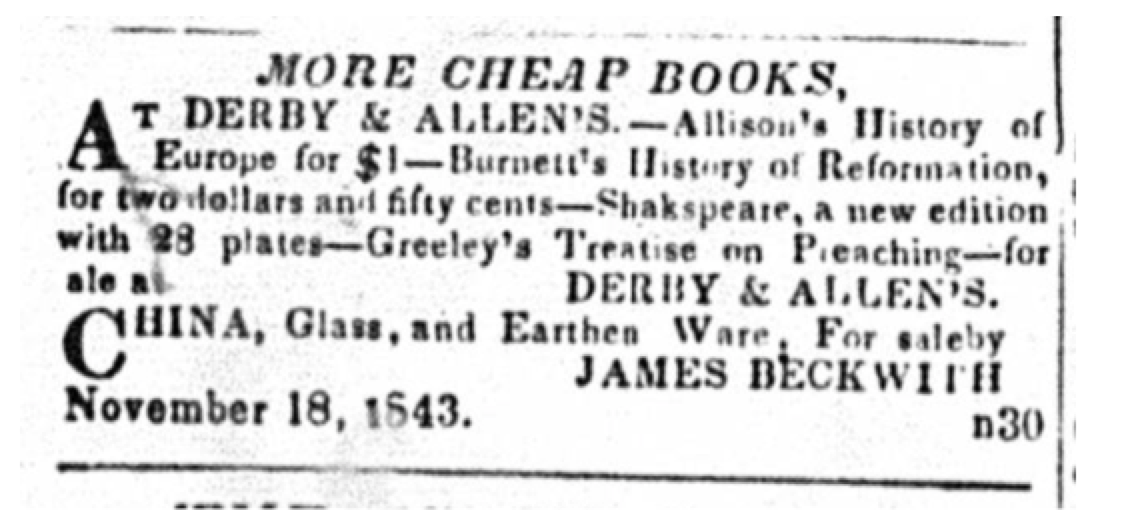 MORE CHEAP BOOKS,
AT DERBY & ALLEN'S.—Allison's History of
Europe for $1—Burnett's History of Reformation,
for two dollars and fifty cents—Shakspeare, a new edition
with 28 plates—Greeley's Treatise on Preaching—for
ale at DERBY & ALLEN'S.
CHINA, Glass, and Earthen Ware, For saleby
JAMES BECKWITH
November 18, 1843. n30